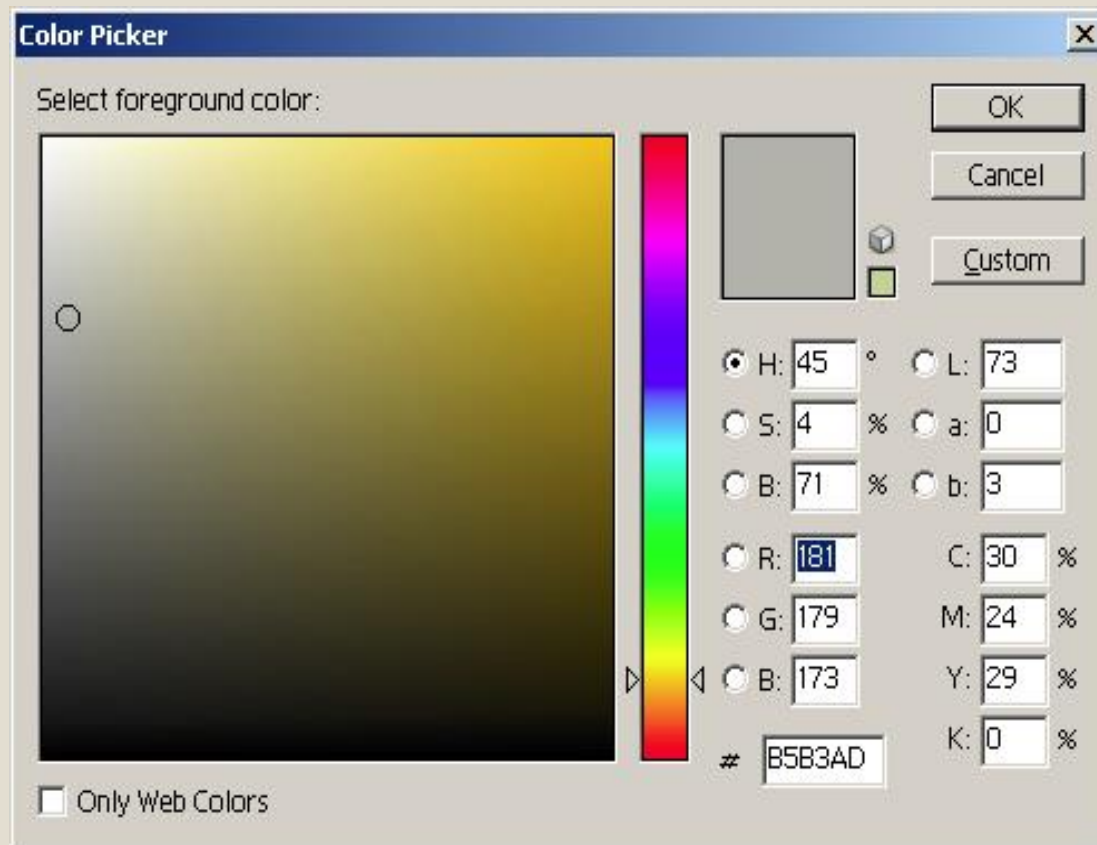 Color Picker
Select foreground color:
OK
Cancel
Custom
H: 45 °
L: 73
S: 4 %
a: 0
B: 71 %
b: 3
R: 181
C: 30 %
G: 179
M: 24 %
B: 173
Y: 29 %
# B5B3AD
K: 0 %
Only Web Colors